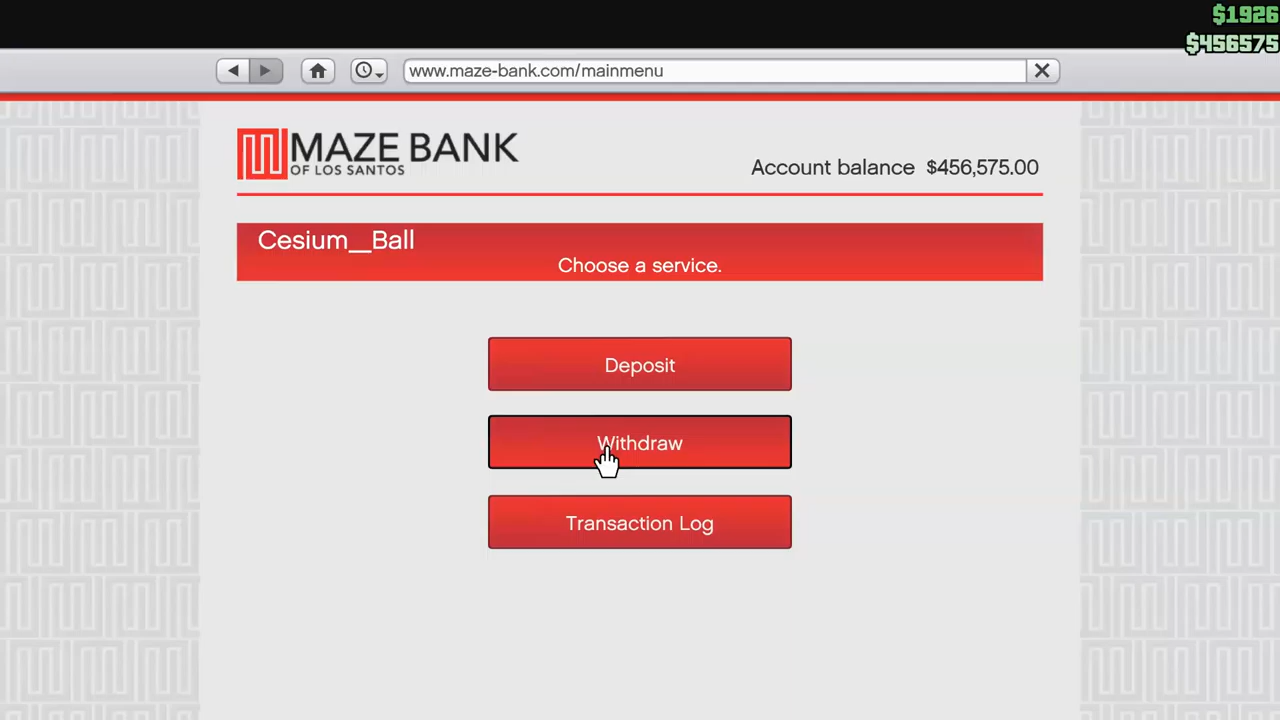 $1926
$456575
www.maze-bank.com/mainmenu
MAZE BANK
OF LOS SANTOS
Account balance $456,575.00
Cesium__Ball
Choose a service.
Deposit
Withdraw
Transaction Log